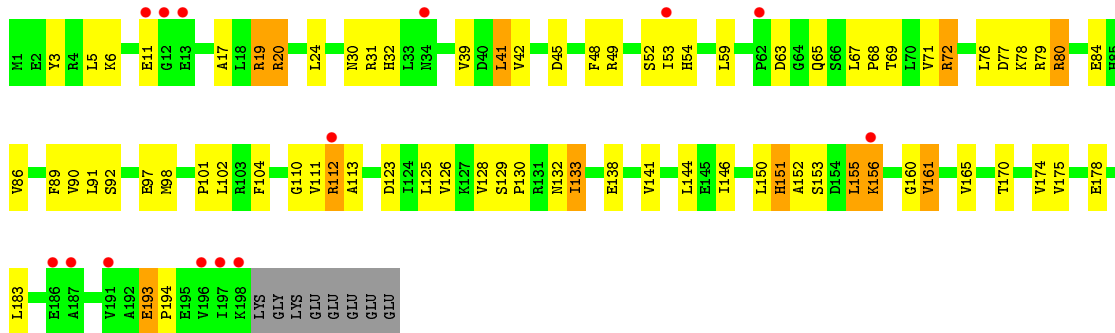 M1 E2 Y3 R4 L5 K6 E11 G12 E13 A17 L18 R19 R20 L24 N30 R31 H32 L33 N34 V39 D40 L41 V42 D45 F48 R49 S52 I53 H54 L59 P62 D63 G64 Q65 S66 L67 P68 T69 L70 V71 R72 L76 D77 K78 R79 R80 E84 H85
V86 F89 V90 L91 S92 E97 M98 P101 L102 R103 F104 G110 V111 R112 A113 D123 I124 L125 V126 K127 V128 S129 P130 R131 N132 I133 E138 V141 L144 E145 I146 L150 H151 A152 S153 D154 L155 K156 G160 V161 V165 T170 V174 V175 E178
L183 E186 A187 V191 A192 E193 P194 E195 V196 I197 K198 LYS GLY LYS GLU GLU GLU GLU GLU